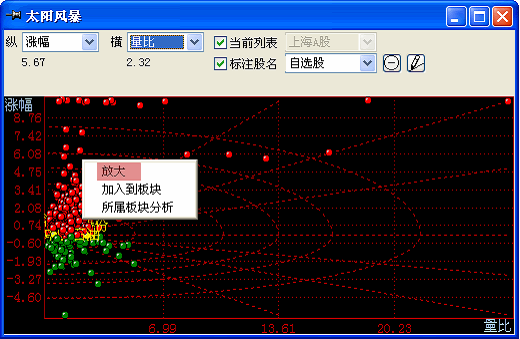 太阳风暴
纵 涨幅 横 量比 当前列表 上海A股
5.67 2.32 标注股名 自选股
涨幅
8.76
7.42
6.08
4.75
3.41
2.08
0.74
-0.60
-1.93
-3.27
-4.60
放大
加入到板块
所属板块分析
6.99 13.61 20.23 量比